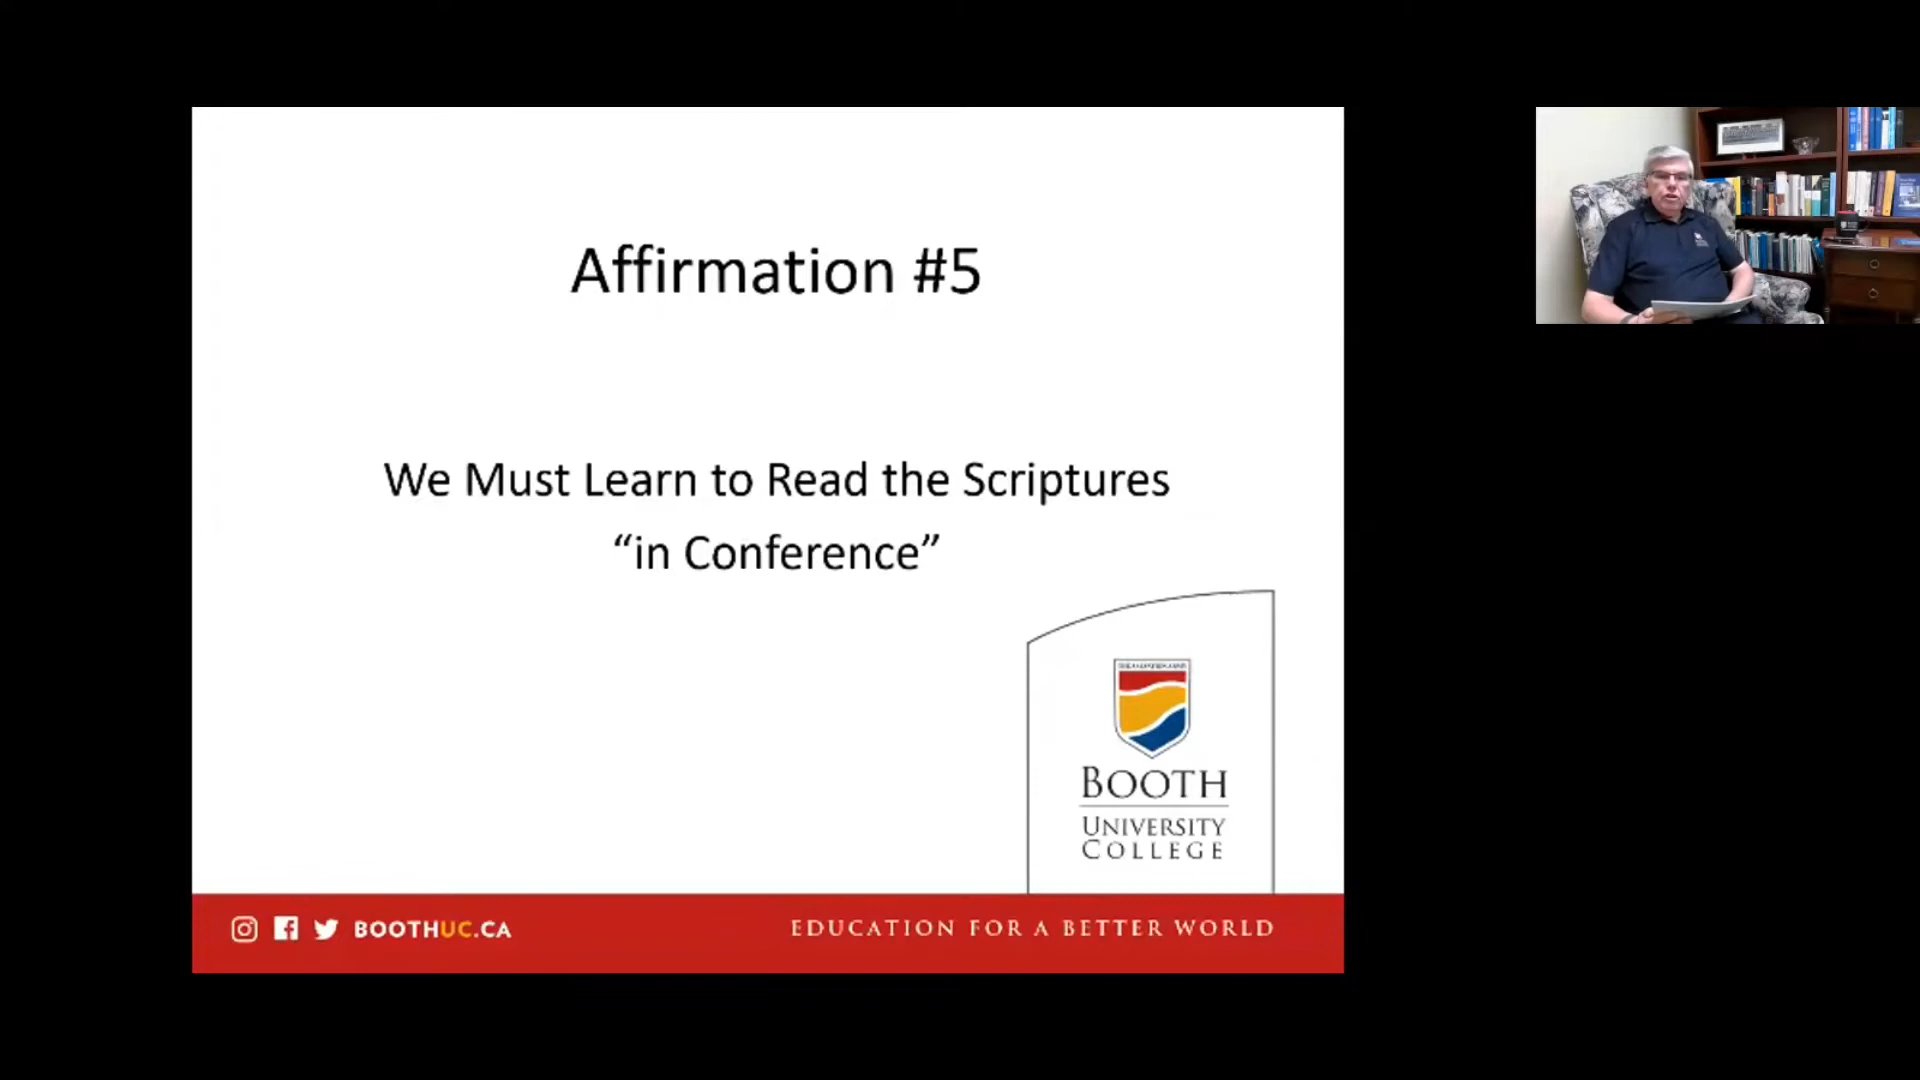 Affirmation #5
We Must Learn to Read the Scriptures
“in Conference”
BOOTH
UNIVERSITY
COLLEGE
BOOTHUC.CA
EDUCATION FOR A BETTER WORLD